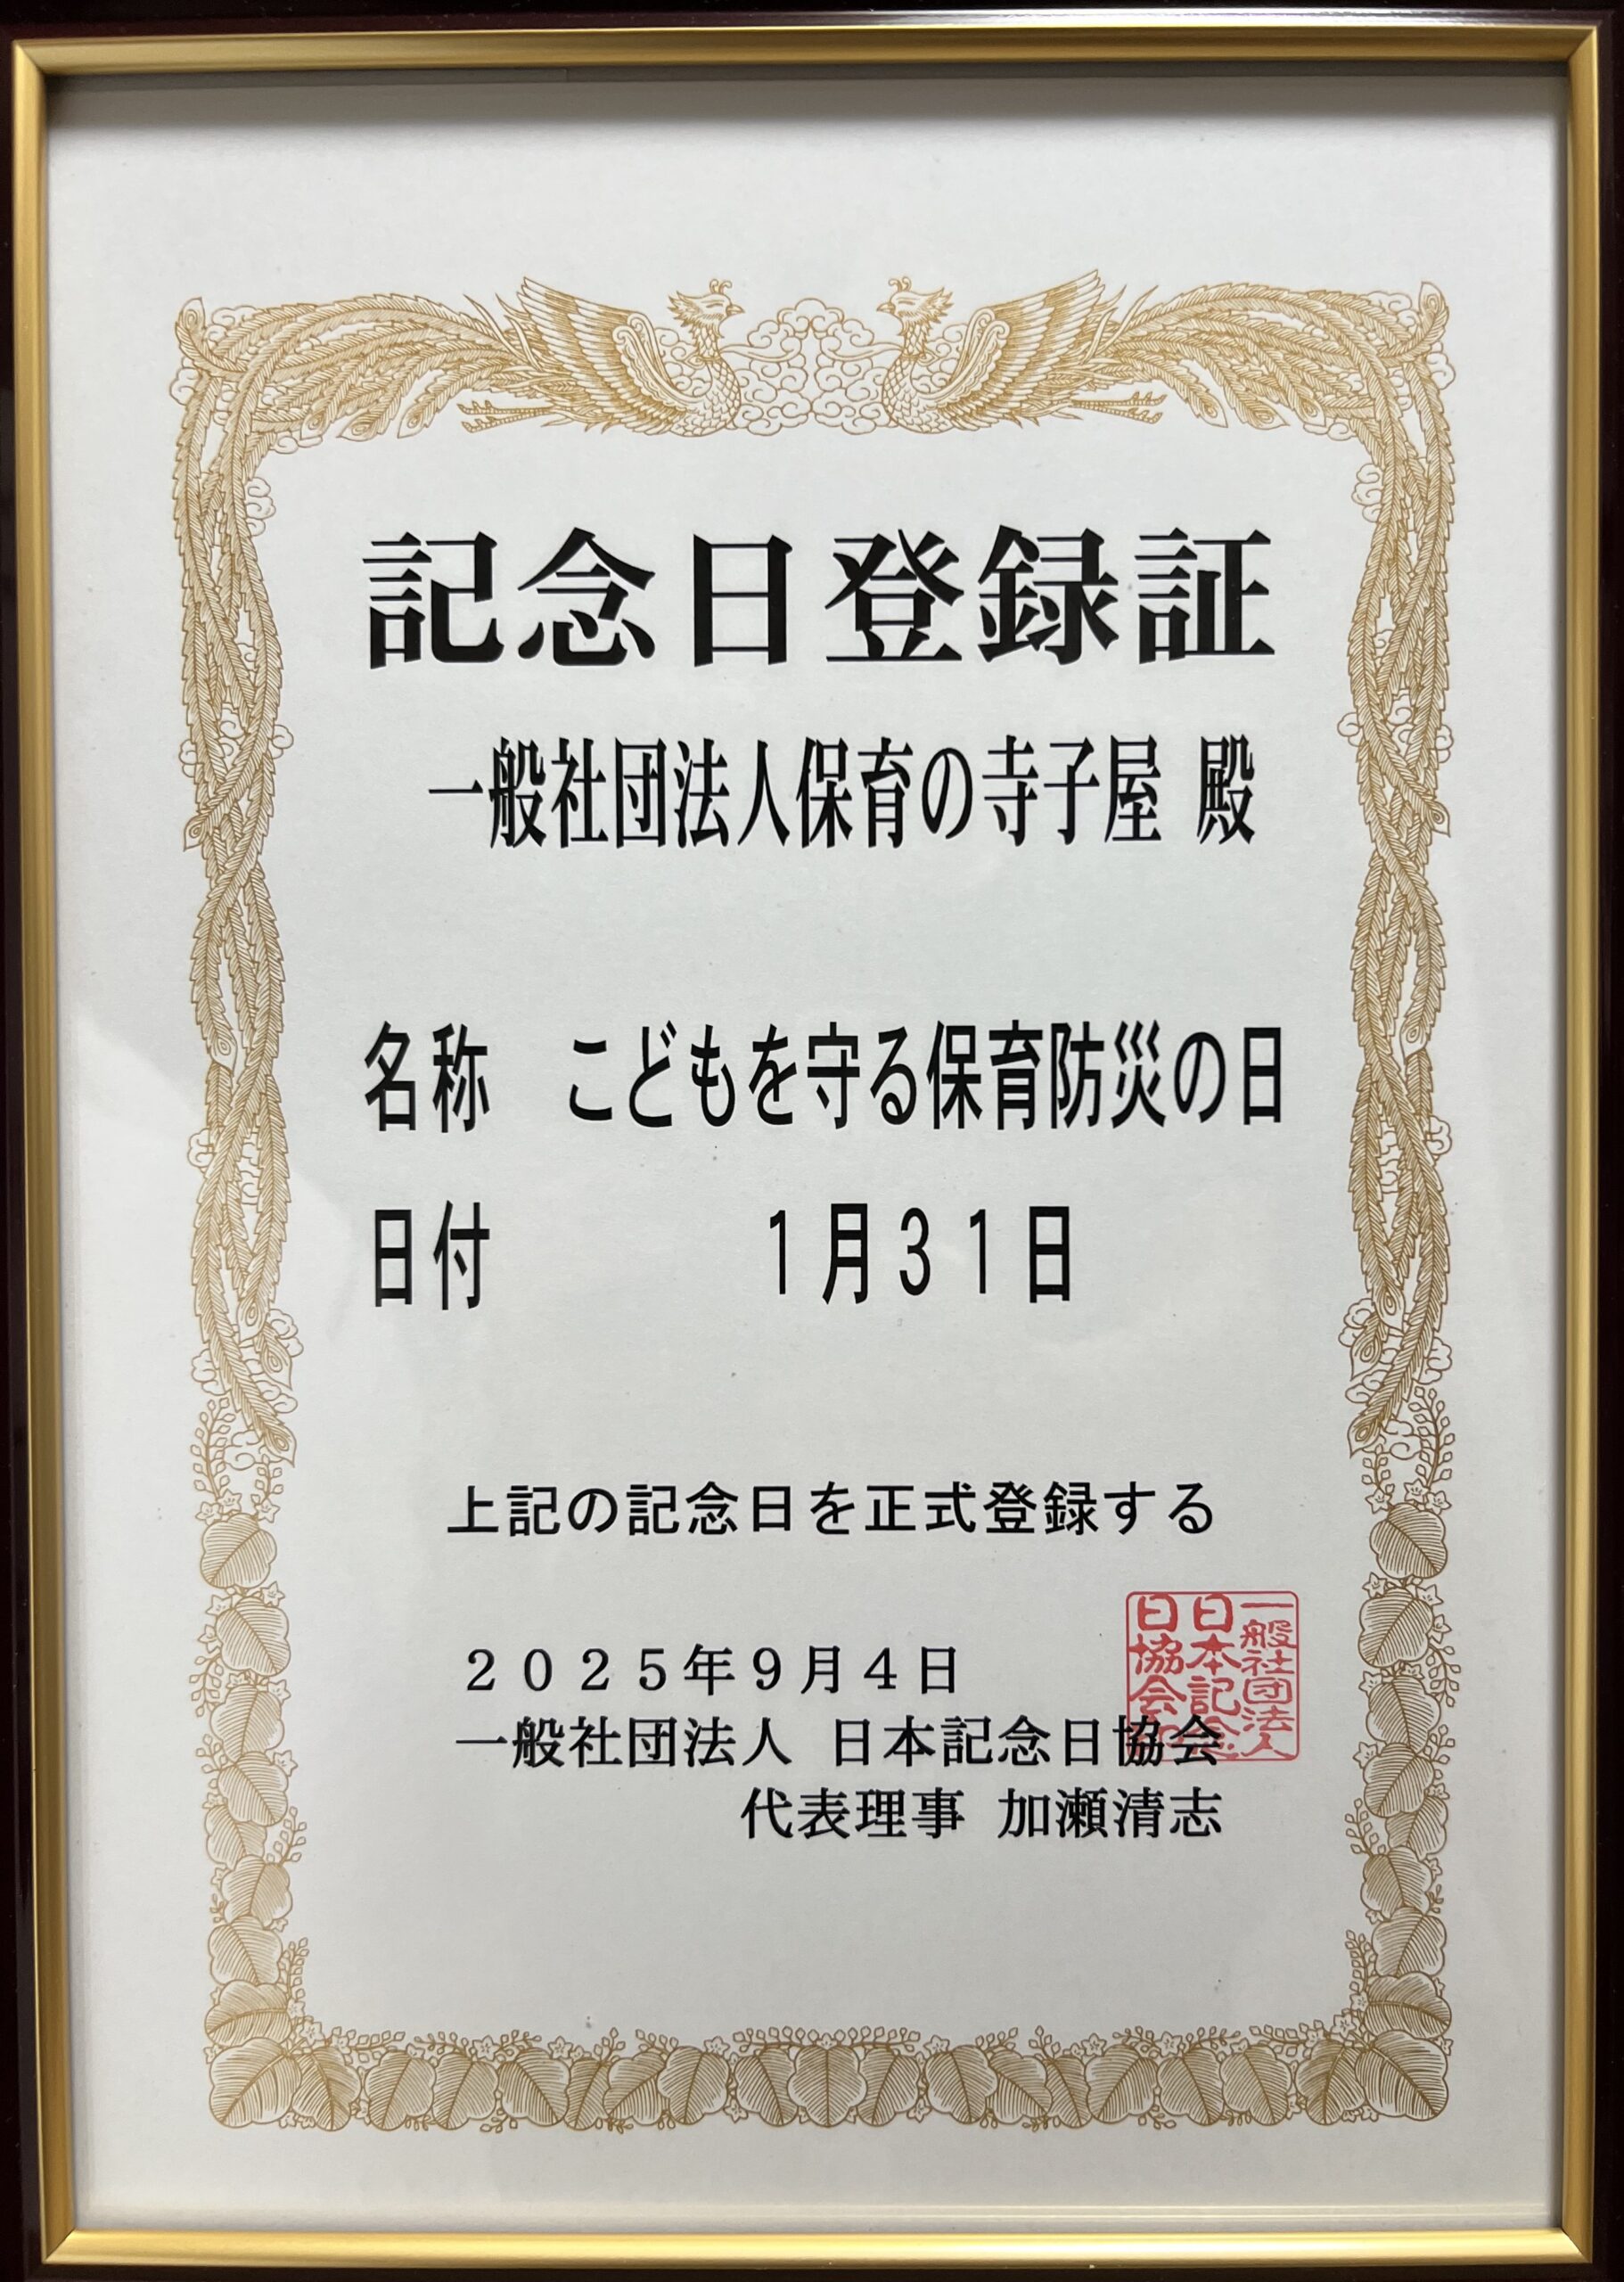 記念日登録証
一般社団法人保育の寺子屋 殿
名称　こどもを守る保育防災の日
日付　１月３１日
上記の記念日を正式登録する
２０２５年９月４日
一般社団法人 日本記念日協会
代表理事 加瀬清志
一般社団法人
日本記念
日協会